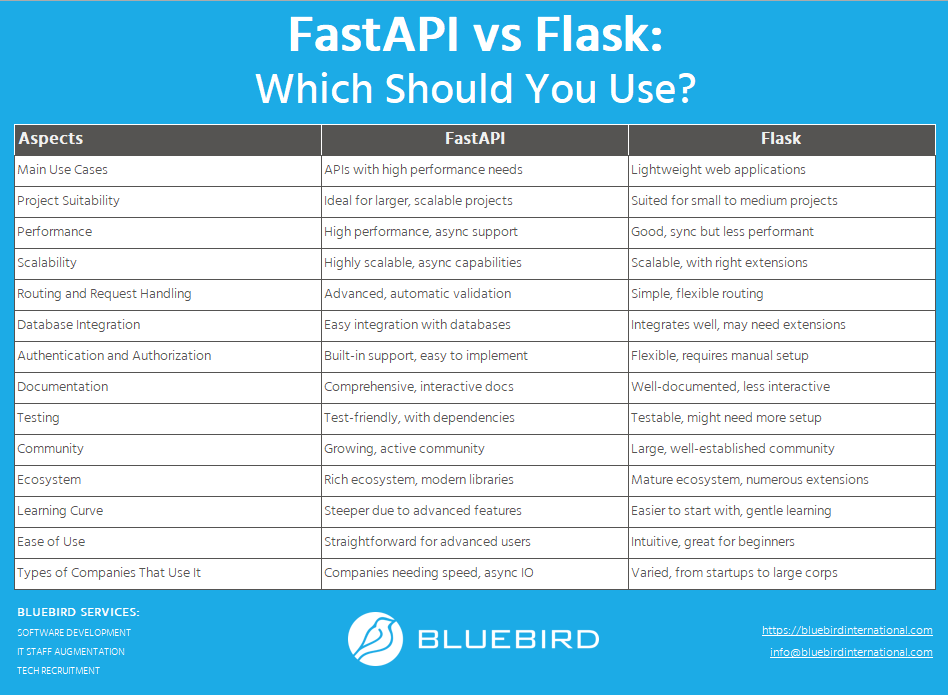 FastAPI vs Flask:
Which Should You Use?
Aspects FastAPI Flask
Main Use Cases APIs with high performance needs Lightweight web applications
Project Suitability Ideal for larger, scalable projects Suited for small to medium projects
Performance High performance, async support Good, sync but less performant
Scalability Highly scalable, async capabilities Scalable, with right extensions
Routing and Request Handling Advanced, automatic validation Simple, flexible routing
Database Integration Easy integration with databases Integrates well, may need extensions
Authentication and Authorization Built-in support, easy to implement Flexible, requires manual setup
Documentation Comprehensive, interactive docs Well-documented, less interactive
Testing Test-friendly, with dependencies Testable, might need more setup
Community Growing, active community Large, well-established community
Ecosystem Rich ecosystem, modern libraries Mature ecosystem, numerous extensions
Learning Curve Steeper due to advanced features Easier to start with, gentle learning
Ease of Use Straightforward for advanced users Intuitive, great for beginners
Types of Companies That Use It Companies needing speed, async IO Varied, from startups to large corps
BLUEBIRD SERVICES:
SOFTWARE DEVELOPMENT
IT STAFF AUGMENTATION
TECH RECRUITMENT
BLUEBIRD
https://bluebirdinternational.com
info@bluebirdinternational.com